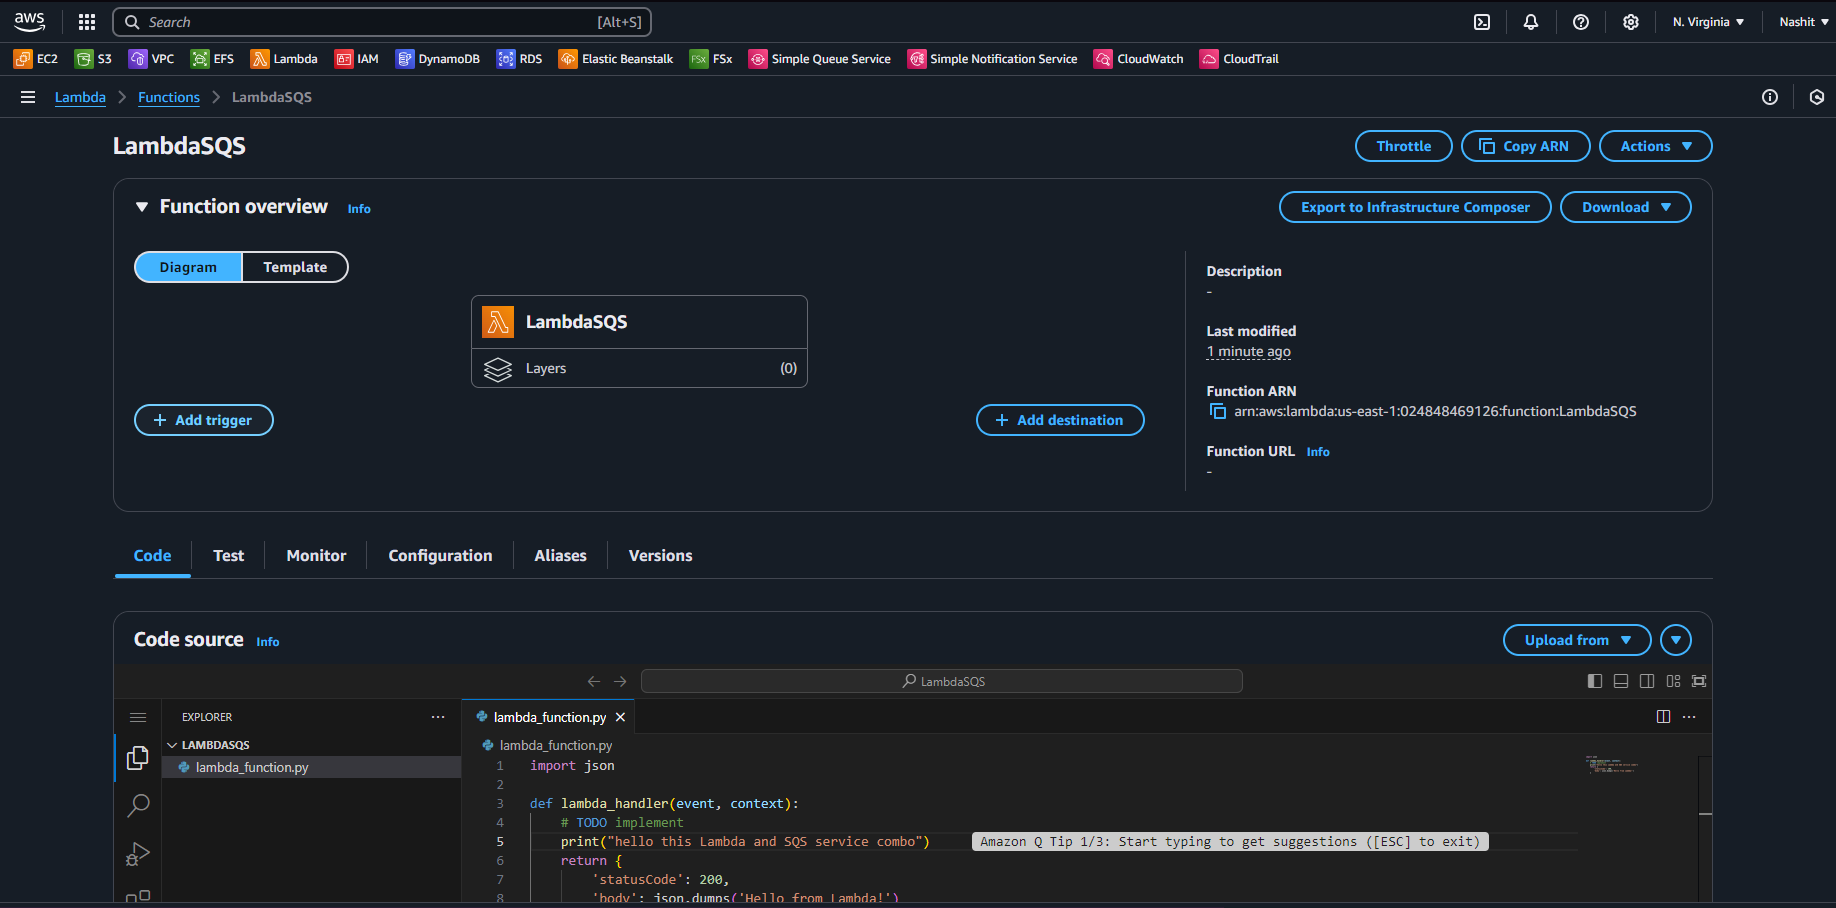 aws
Search [Alt+S] N. Virginia Nashit
EC2 S3 VPC EFS Lambda IAM DynamoDB RDS Elastic Beanstalk FSx FSx Simple Queue Service Simple Notification Service CloudWatch CloudTrail
Lambda Functions LambdaSQS
LambdaSQS
Throttle Copy ARN Actions
Function overview Info
Export to Infrastructure Composer Download
Diagram Template
LambdaSQS
Layers (0)
+ Add trigger
+ Add destination
Description
-
Last modified
1 minute ago
Function ARN
arn:aws:lambda:us-east-1:024848469126:function:LambdaSQS
Function URL Info
-
Code Test Monitor Configuration Aliases Versions
Code source Info
Upload from
LambdaSQS
EXPLORER ...
LAMBDASQS
lambda_function.py
lambda_function.py
lambda_function.py
1 import json
2
3 def lambda_handler(event, context):
4 # TODO implement
5 print("hello this Lambda and SQS service combo") Amazon Q Tip 1/3: Start typing to get suggestions ([ESC] to exit)
6 return {
7 'statusCode': 200,
8 'body': json.dumps('Hello from Lambda!')